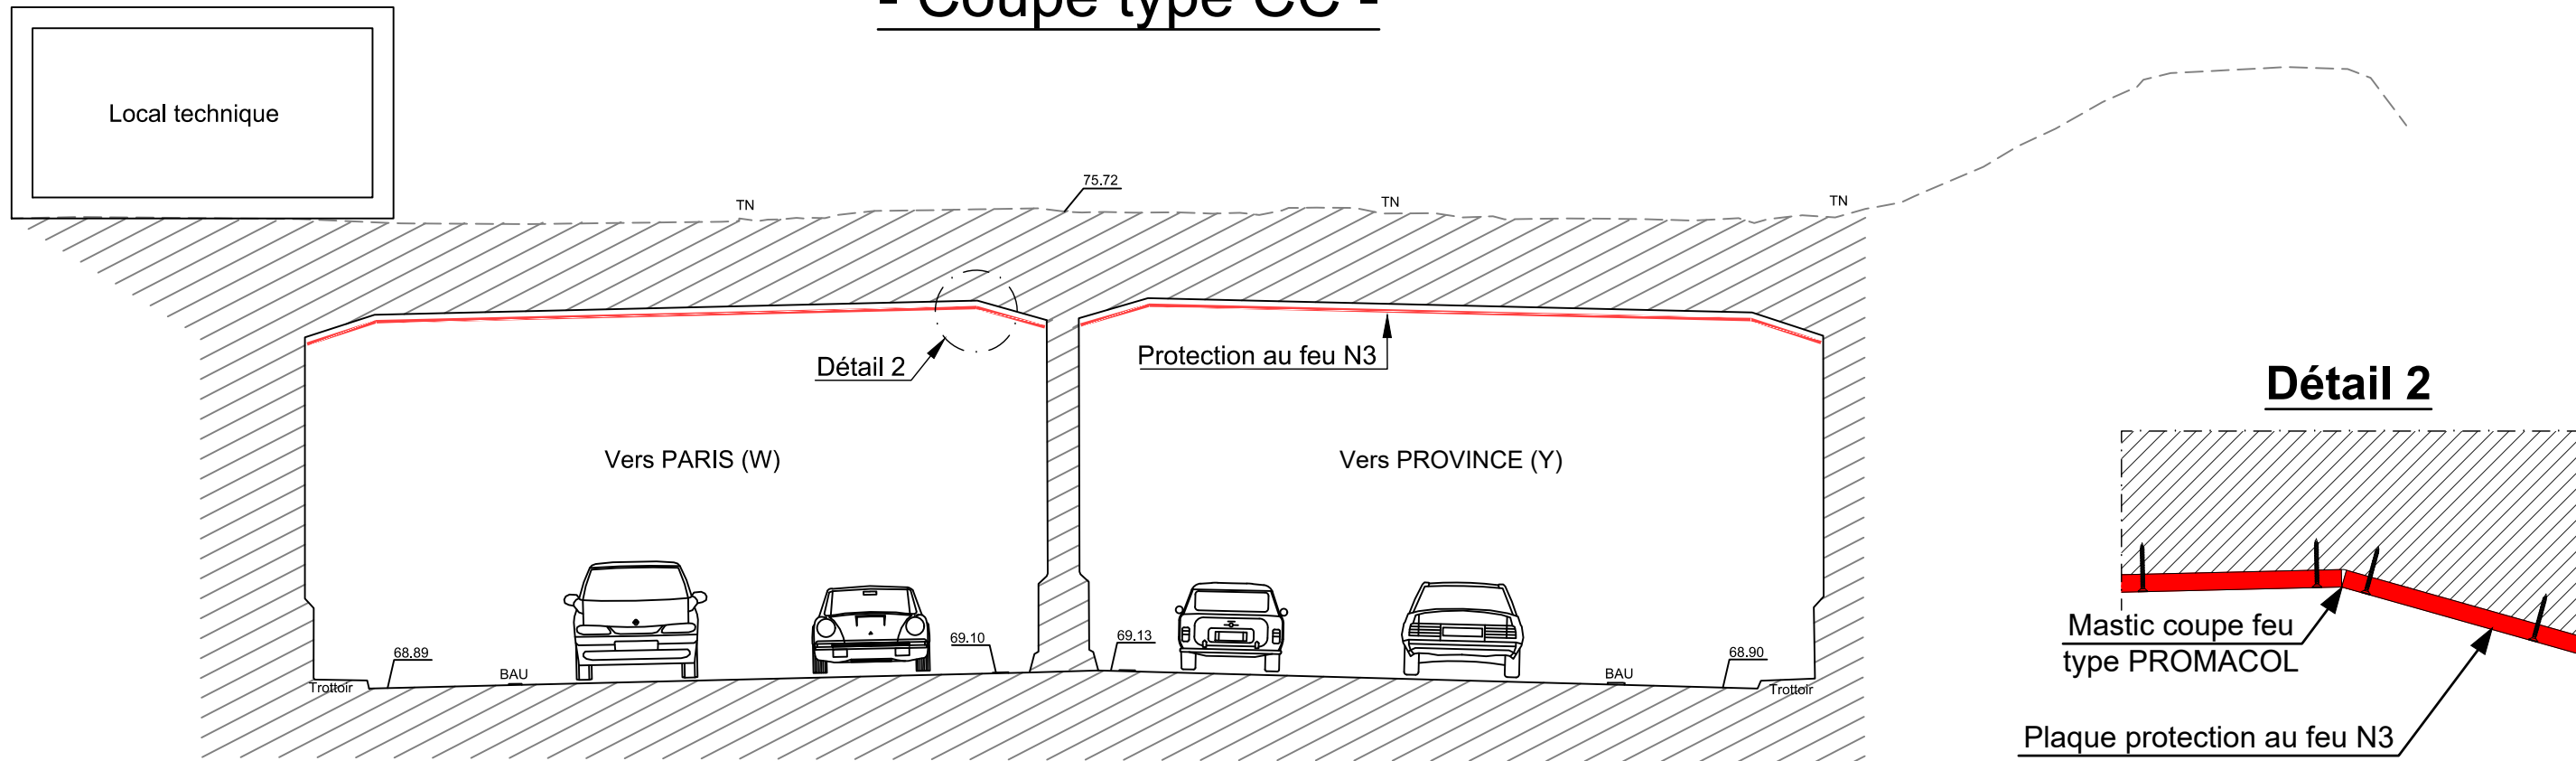 - Coupe type CC -
Local technique
75.72
TN
TN
TN
Détail 2
Protection au feu N3
Détail 2
Vers PARIS (W)
Vers PROVINCE (Y)
Mastic coupe feu
type PROMACOL
69.10
69.13
68.89
68.90
BAU
BAU
Trottoir
Trottoir
Plaque protection au feu N3